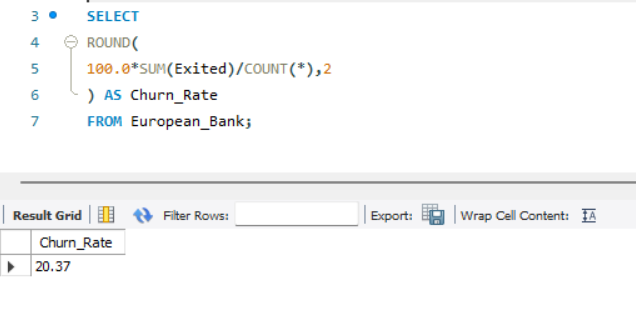 3 SELECT
4 ROUND(
5 100.0*SUM(Exited)/COUNT(*),2
6 ) AS Churn_Rate
7 FROM European_Bank;
Result Grid Filter Rows: Export: Wrap Cell Content: IA
Churn_Rate
20.37